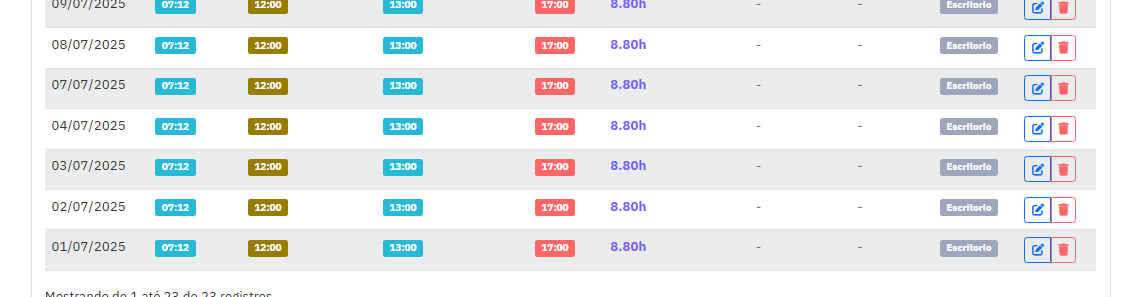 09/07/2025 07:12 12:00 13:00 17:00 8.80h - - Escritorio
08/07/2025 07:12 12:00 13:00 17:00 8.80h - - Escritorio
07/07/2025 07:12 12:00 13:00 17:00 8.80h - - Escritorio
04/07/2025 07:12 12:00 13:00 17:00 8.80h - - Escritorio
03/07/2025 07:12 12:00 13:00 17:00 8.80h - - Escritorio
02/07/2025 07:12 12:00 13:00 17:00 8.80h - - Escritorio
01/07/2025 07:12 12:00 13:00 17:00 8.80h - - Escritorio
Mostrando de 1 até 23 de 23 registros